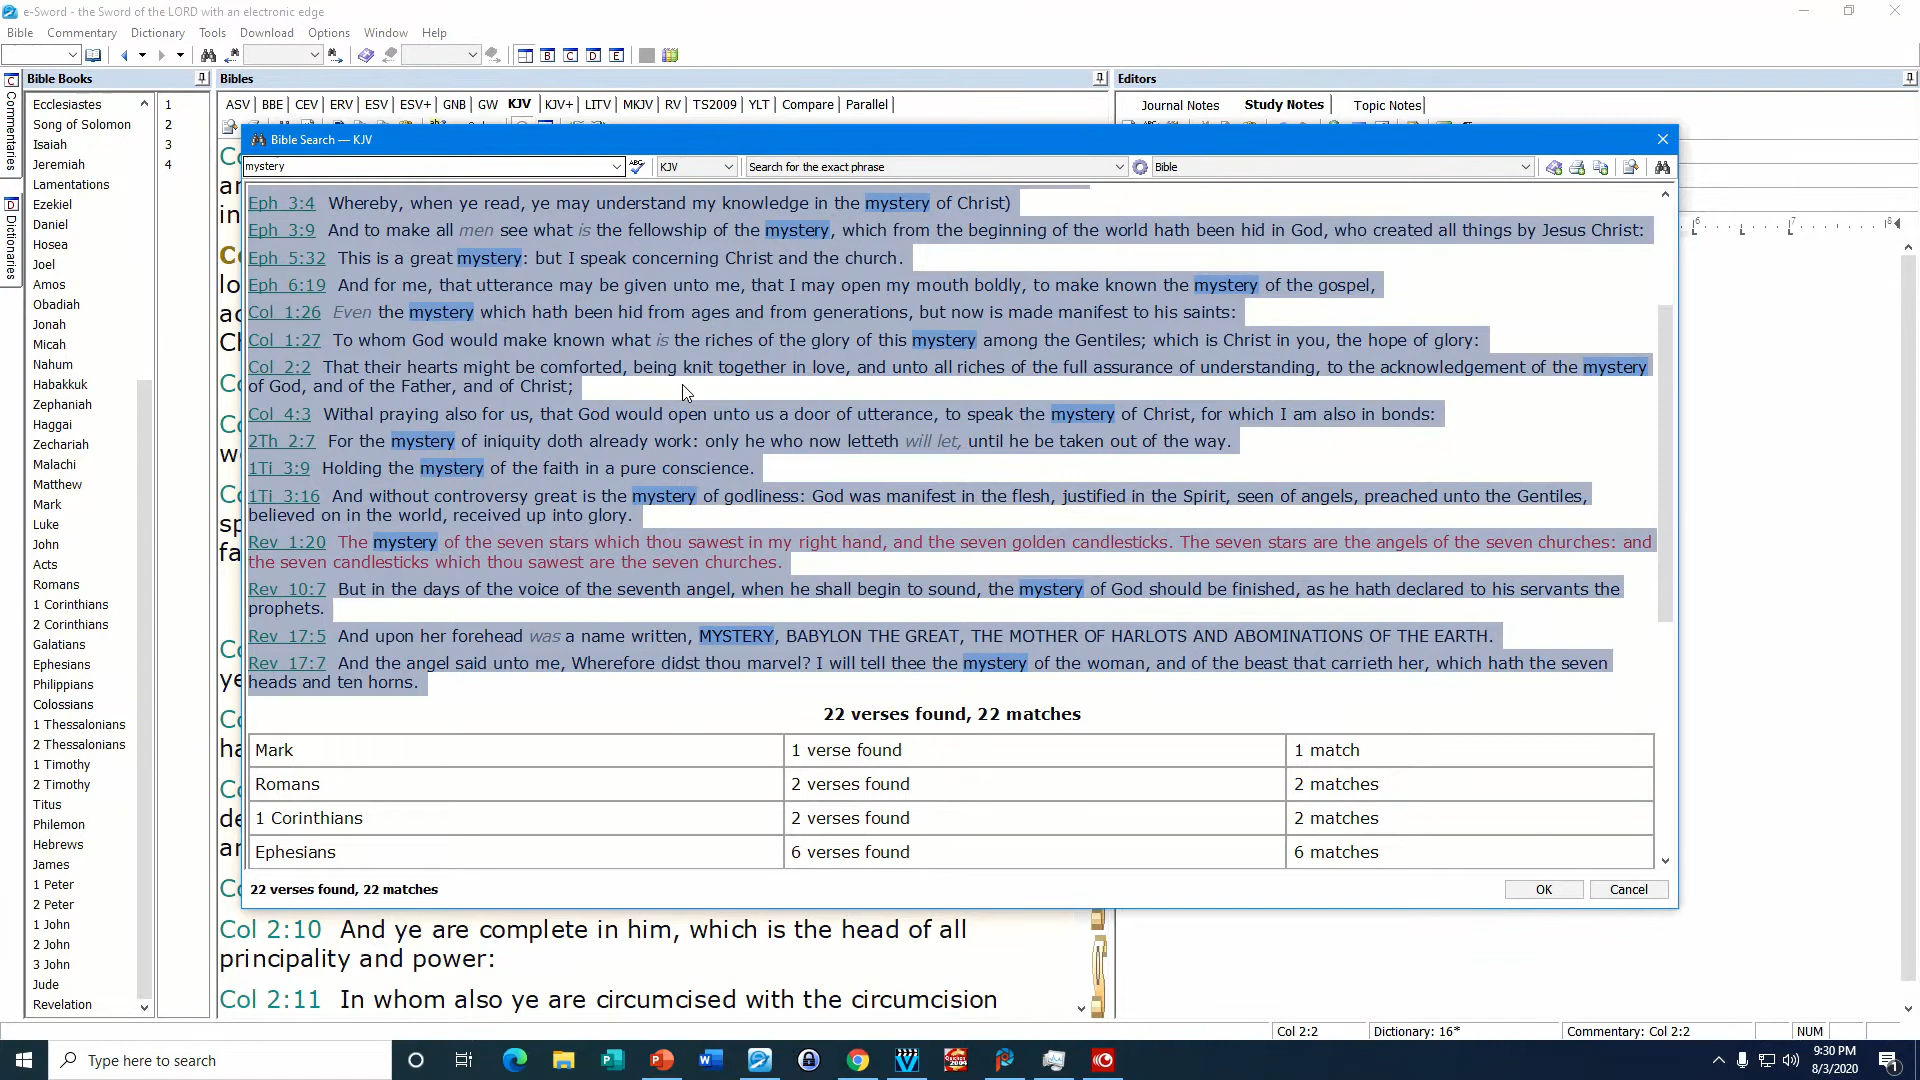 e-Sword - the Sword of the LORD with an electronic edge
Bible Commentary Dictionary Tools Download Options Window Help
Bible Books
Bibles
Editors
Commentaries
Dictionaries
Ecclesiastes
Song of Solomon
Isaiah
Jeremiah
Lamentations
Ezekiel
Daniel
Hosea
Joel
Amos
Obadiah
Jonah
Micah
Nahum
Habakkuk
Zephaniah
Haggai
Zechariah
Malachi
Matthew
Mark
Luke
John
Acts
Romans
1 Corinthians
2 Corinthians
Galatians
Ephesians
Philippians
Colossians
1 Thessalonians
2 Thessalonians
1 Timothy
2 Timothy
Titus
Philemon
Hebrews
James
1 Peter
2 Peter
1 John
2 John
3 John
Jude
Revelation
1
2
3
4
ASV BBE CEV ERV ESV ESV+ GNB GW KJV KJV+ LITV MKJV RV TS2009 YLT Compare Parallel
Journal Notes Study Notes Topic Notes
Bible Search — KJV
mystery KJV Search for the exact phrase Bible
Eph 3:4 Whereby, when ye read, ye may understand my knowledge in the mystery of Christ)
Eph 3:9 And to make all men see what is the fellowship of the mystery, which from the beginning of the world hath been hid in God, who created all things by Jesus Christ:
Eph 5:32 This is a great mystery: but I speak concerning Christ and the church.
Eph 6:19 And for me, that utterance may be given unto me, that I may open my mouth boldly, to make known the mystery of the gospel,
Col 1:26 Even the mystery which hath been hid from ages and from generations, but now is made manifest to his saints:
Col 1:27 To whom God would make known what is the riches of the glory of this mystery among the Gentiles; which is Christ in you, the hope of glory:
Col 2:2 That their hearts might be comforted, being knit together in love, and unto all riches of the full assurance of understanding, to the acknowledgement of the mystery
of God, and of the Father, and of Christ;
Col 4:3 Withal praying also for us, that God would open unto us a door of utterance, to speak the mystery of Christ, for which I am also in bonds:
2Th 2:7 For the mystery of iniquity doth already work: only he who now letteth will let, until he be taken out of the way.
1Ti 3:9 Holding the mystery of the faith in a pure conscience.
1Ti 3:16 And without controversy great is the mystery of godliness: God was manifest in the flesh, justified in the Spirit, seen of angels, preached unto the Gentiles,
believed on in the world, received up into glory.
Rev 1:20 The mystery of the seven stars which thou sawest in my right hand, and the seven golden candlesticks. The seven stars are the angels of the seven churches: and
the seven candlesticks which thou sawest are the seven churches.
Rev 10:7 But in the days of the voice of the seventh angel, when he shall begin to sound, the mystery of God should be finished, as he hath declared to his servants the
prophets.
Rev 17:5 And upon her forehead was a name written, MYSTERY, BABYLON THE GREAT, THE MOTHER OF HARLOTS AND ABOMINATIONS OF THE EARTH.
Rev 17:7 And the angel said unto me, Wherefore didst thou marvel? I will tell thee the mystery of the woman, and of the beast that carrieth her, which hath the seven
heads and ten horns.
22 verses found, 22 matches
Mark 1 verse found 1 match
Romans 2 verses found 2 matches
1 Corinthians 2 verses found 2 matches
Ephesians 6 verses found 6 matches
22 verses found, 22 matches
OK Cancel
Col 2:10 And ye are complete in him, which is the head of all
principality and power:
Col 2:11 In whom also ye are circumcised with the circumcision
Col 2:2 Dictionary: 16* Commentary: Col 2:2 NUM
Type here to search
9:30 PM
8/3/2020